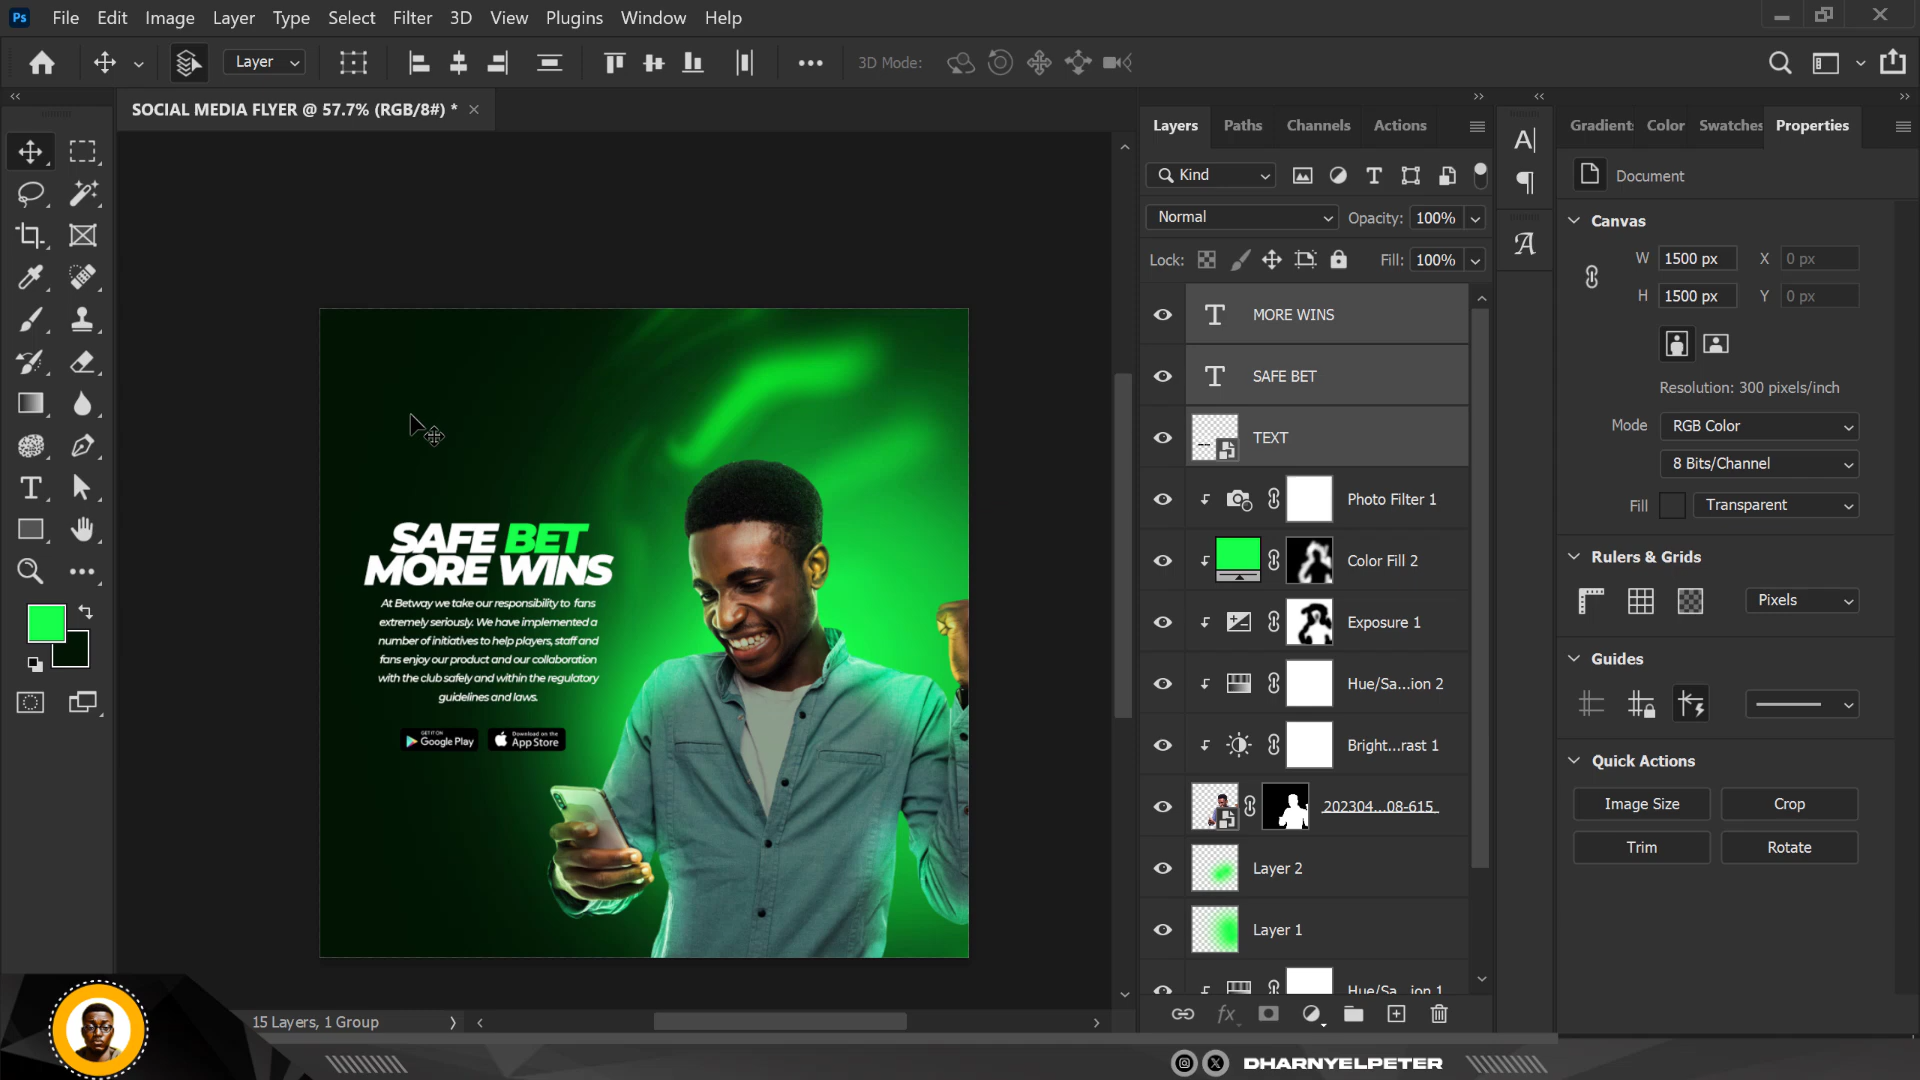 Ps File Edit Image Layer Type Select Filter 3D View Plugins Window Help
Layer 3D Mode:
SOCIAL MEDIA FLYER @ 57.7% (RGB/8#) *
SAFE BET
MORE WINS
At Betway we take our responsibility to fans
extremely seriously. We have implemented a
number of initiatives to help players, staff and
fans enjoy our product and our collaboration
with the club safely and within the regulatory
guidelines and laws.
GET IT ON
Google Play
Download on the
App Store
15 Layers, 1 Group
Layers Paths Channels Actions
Kind
Normal Opacity: 100%
Lock: Fill: 100%
MORE WINS
SAFE BET
TEXT
Photo Filter 1
Color Fill 2
Exposure 1
Hue/Sa...ion 2
Bright...rast 1
202304...08-615
Layer 2
Layer 1
Hue/Sa...ion 1
Gradient Color Swatches Properties
Document
Canvas
W 1500 px X 0 px
H 1500 px Y 0 px
Resolution: 300 pixels/inch
Mode RGB Color
8 Bits/Channel
Fill Transparent
Rulers & Grids
Pixels
Guides
Quick Actions
Image Size Crop
Trim Rotate
DHARNYELPETER